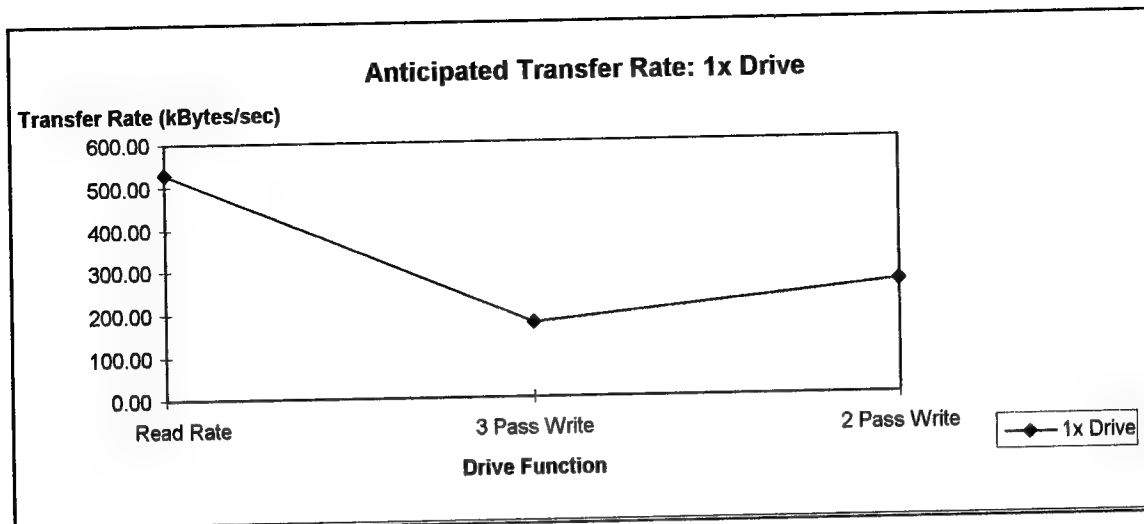 Anticipated Transfer Rate: 1x Drive
Transfer Rate (kBytes/sec)
600.00
500.00
400.00
300.00
200.00
100.00
0.00
Read Rate
3 Pass Write
2 Pass Write
1x Drive
Drive Function